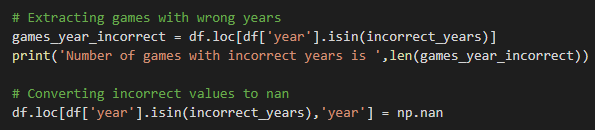 # Extracting games with wrong years
games_year_incorrect = df.loc[df['year'].isin(incorrect_years)]
print('Number of games with incorrect years is ',len(games_year_incorrect))
# Converting incorrect values to nan
df.loc[df['year'].isin(incorrect_years),'year'] = np.nan